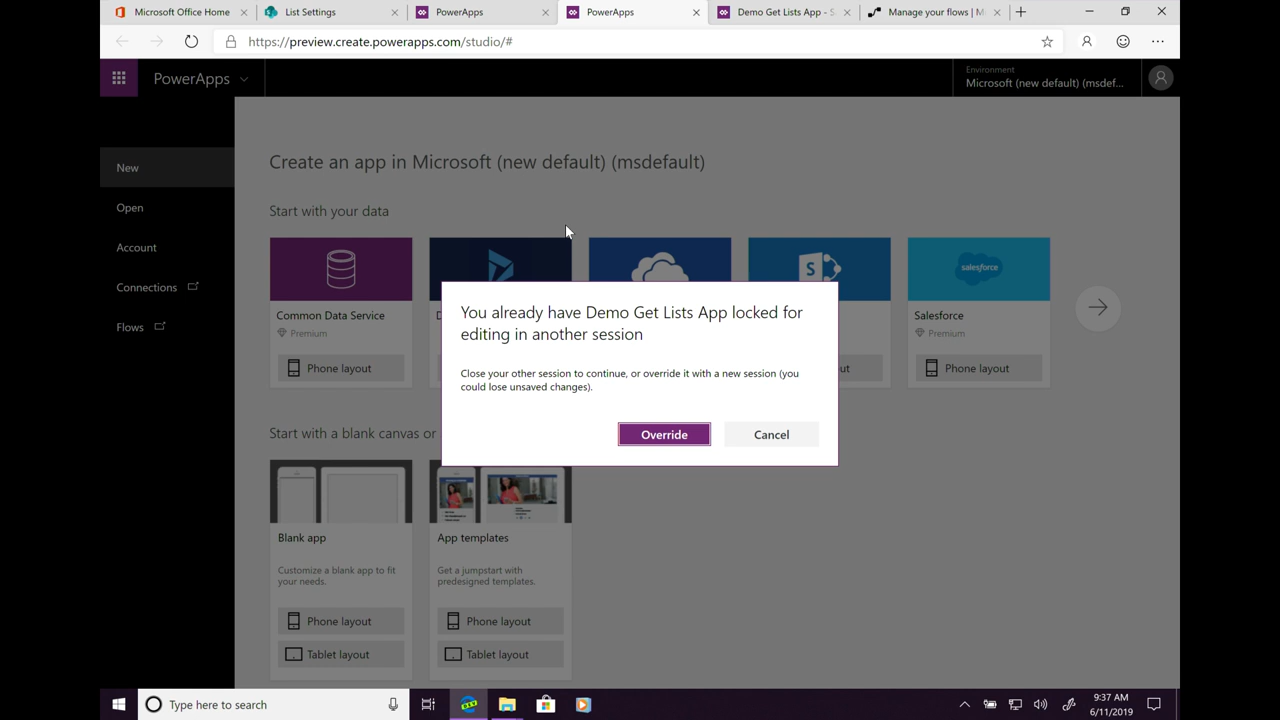 Microsoft Office Home
List Settings
PowerApps
PowerApps
Demo Get Lists App - S
Manage your flows | M
https://preview.create.powerapps.com/studio/#
PowerApps
Environment
Microsoft (new default) (msdef...
New
Open
Account
Connections
Flows
Create an app in Microsoft (new default) (msdefault)
Start with your data
salesforce
Common Data Service
Premium
Phone layout
Salesforce
Premium
Phone layout
You already have Demo Get Lists App locked for
editing in another session
Close your other session to continue, or override it with a new session (you
could lose unsaved changes).
Override
Cancel
Start with a blank canvas or
Blank app
Customize a blank app to fit
your needs.
Phone layout
Tablet layout
App templates
Get a jumpstart with
predesigned templates.
Phone layout
Tablet layout
Type here to search
9:37 AM
6/11/2019